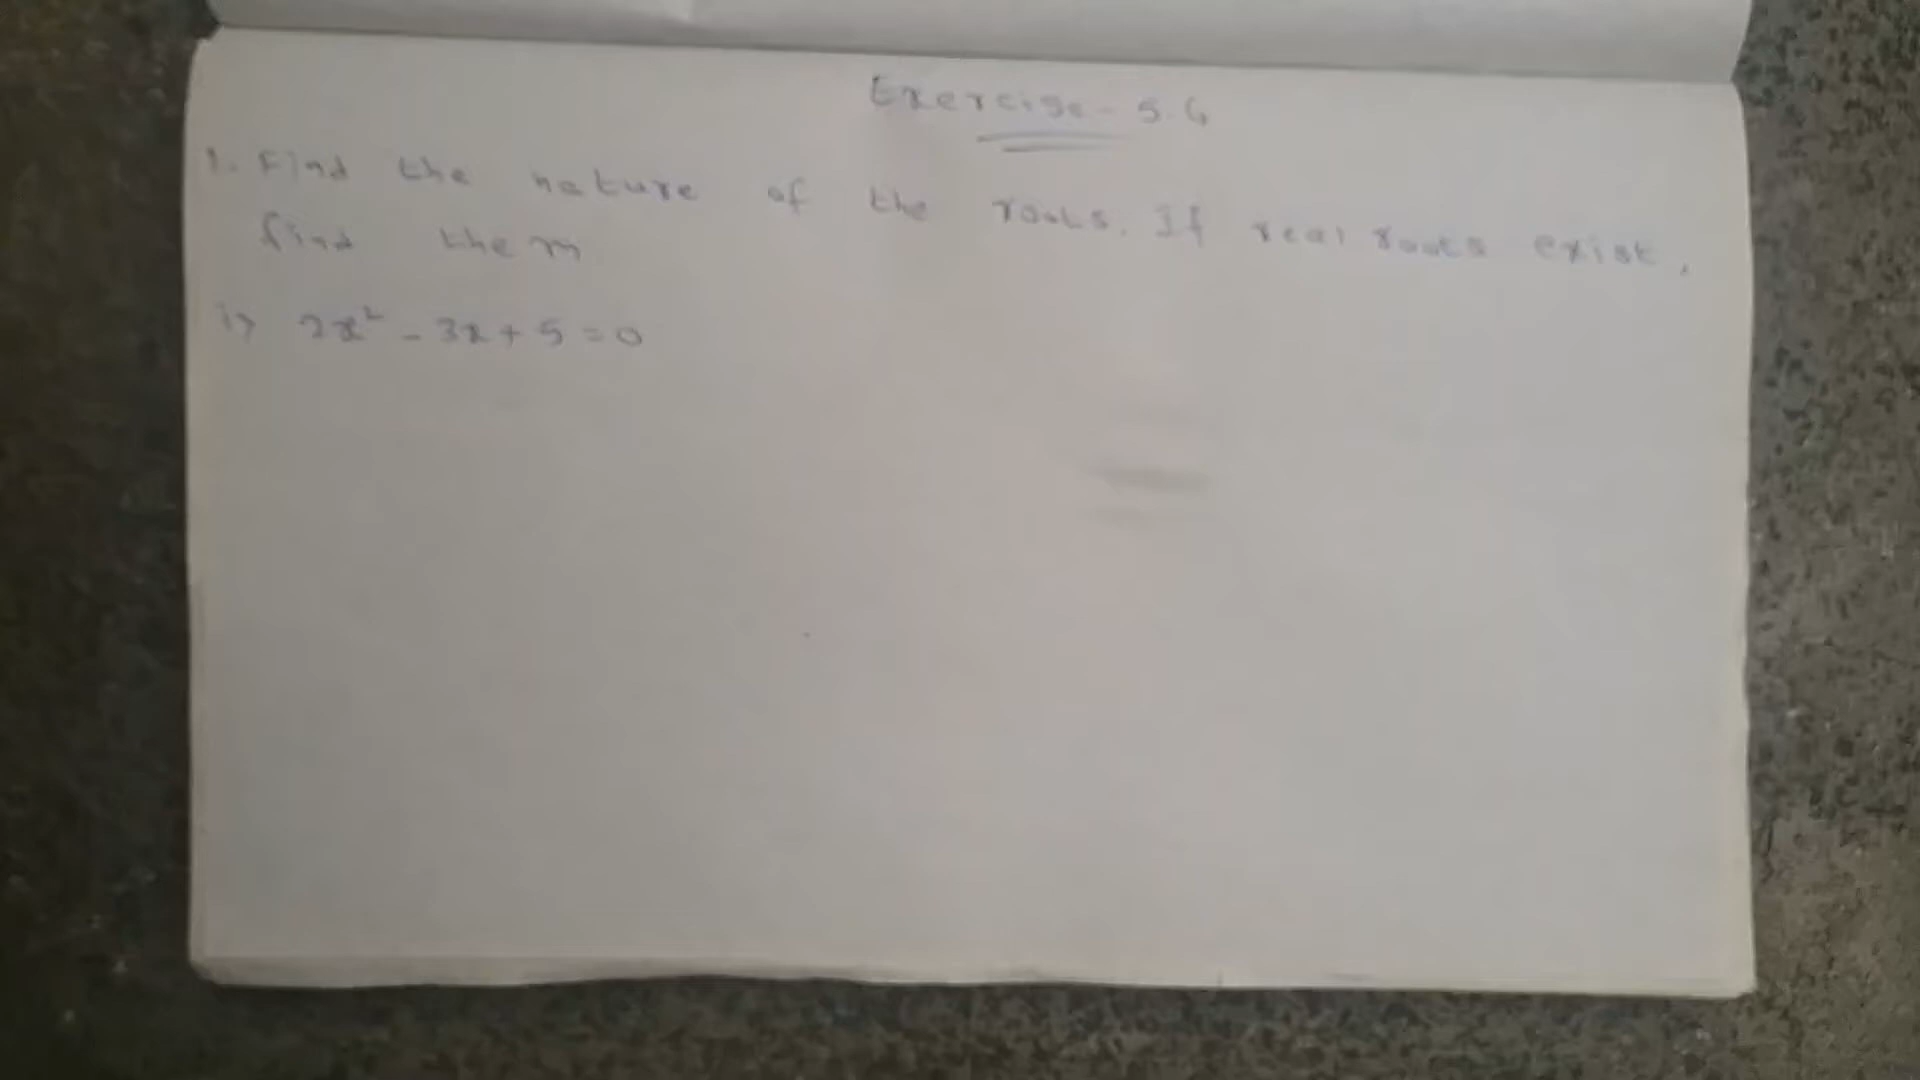 Exercise - 5.4
1. Find the nature of the roots. If real roots exist,
find them
i) 2x² - 3x + 5 = 0